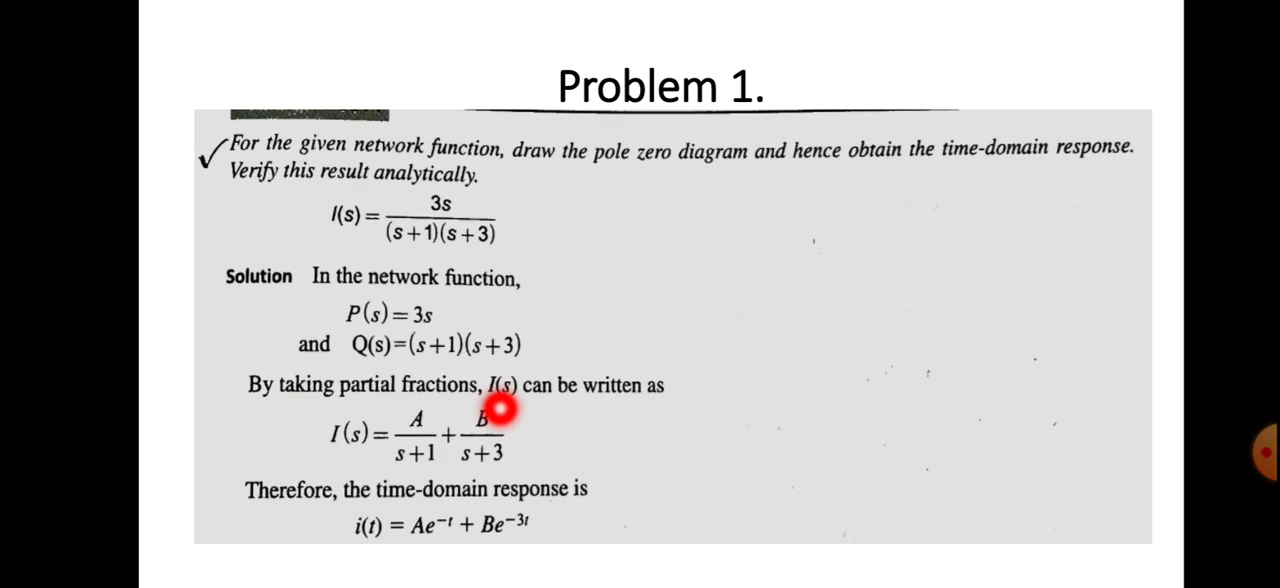 Problem 1.
For the given network function, draw the pole zero diagram and hence obtain the time-domain response.
Verify this result analytically.
I(s) = 3s / (s+1)(s+3)
Solution In the network function,
P(s) = 3s
and Q(s)=(s+1)(s+3)
By taking partial fractions, I(s) can be written as
I(s) = A / s+1 + B / s+3
Therefore, the time-domain response is
i(t) = Ae⁻ᵗ + Be⁻³ᵗ